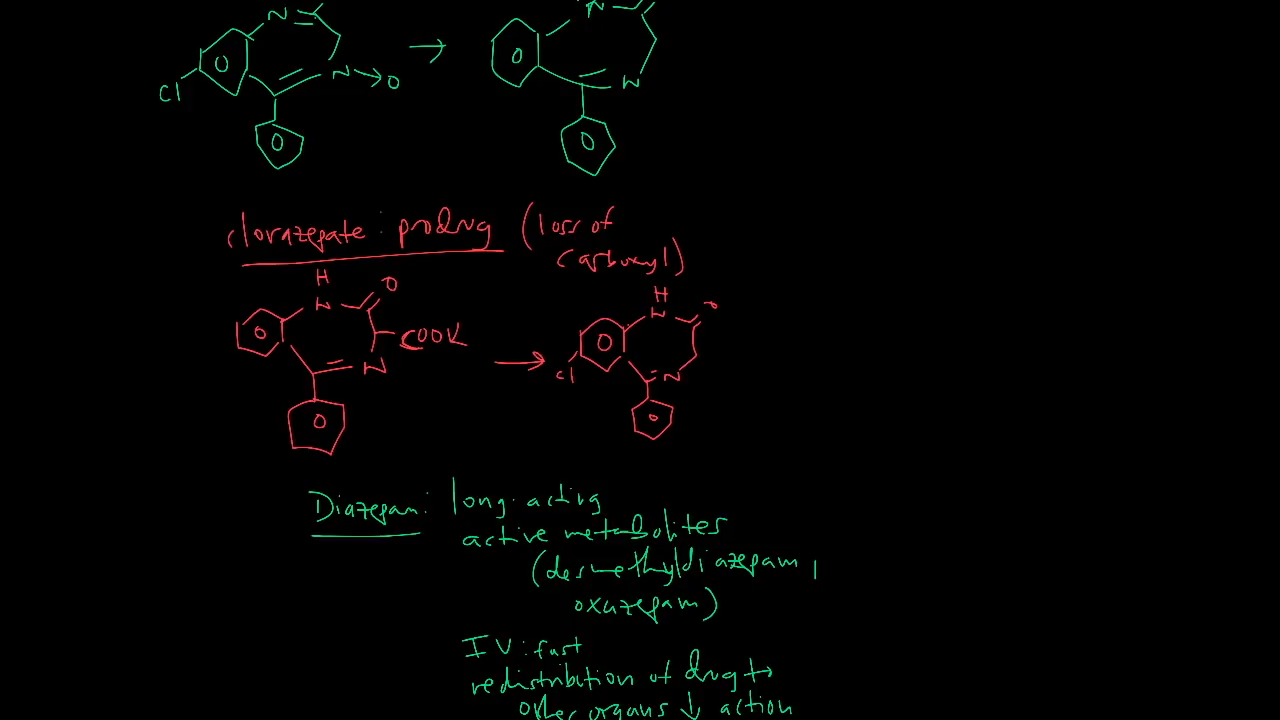 N N
Cl N→O N
O O
clorazepate: prodrug (loss of
carboxyl)
H O H O
N N
COOK
N Cl N
Diazepam: long-acting
active metabolites
(desmethyldiazepam,
oxazepam)
IV: fast
redistribution of drug to
other organs ↓ action